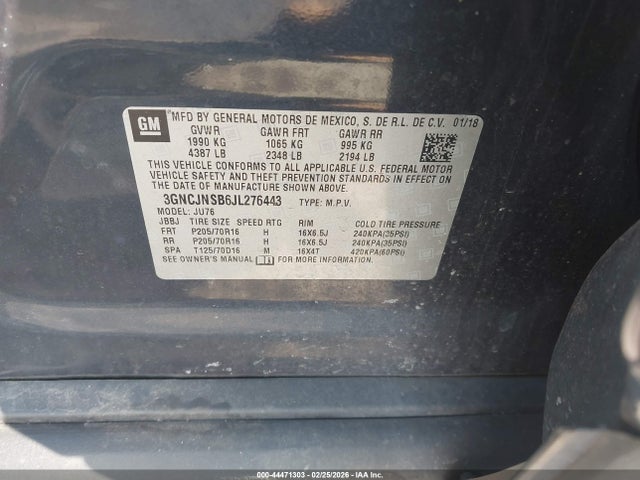 GM
MFD BY GENERAL MOTORS DE MEXICO, S. DE R.L. DE C.V. 01/18
GVWR GAWR FRT GAWR RR
1990 KG 1065 KG 995 KG
4387 LB 2348 LB 2194 LB
THIS VEHICLE CONFORMS TO ALL APPLICABLE U.S. FEDERAL MOTOR
VEHICLE SAFETY AND THEFT PREVENTION STANDARDS IN EFFECT ON
THE DATE OF MANUFACTURE SHOWN ABOVE.
3GNCJNSB6JL276443 TYPE: M.P.V.
MODEL: JU76
JBBJ TIRE SIZE SPEED RTG RIM COLD TIRE PRESSURE
FRT P205/70R16 H 16X6.5J 240KPA(35PSI)
RR P205/70R16 H 16X6.5J 240KPA(35PSI)
SPA T125/70D16 M 16X4T 420KPA(60PSI)
SEE OWNER'S MANUAL
000-44471303 - 02/25/2026 - COPYRIGHT IAA, LLC